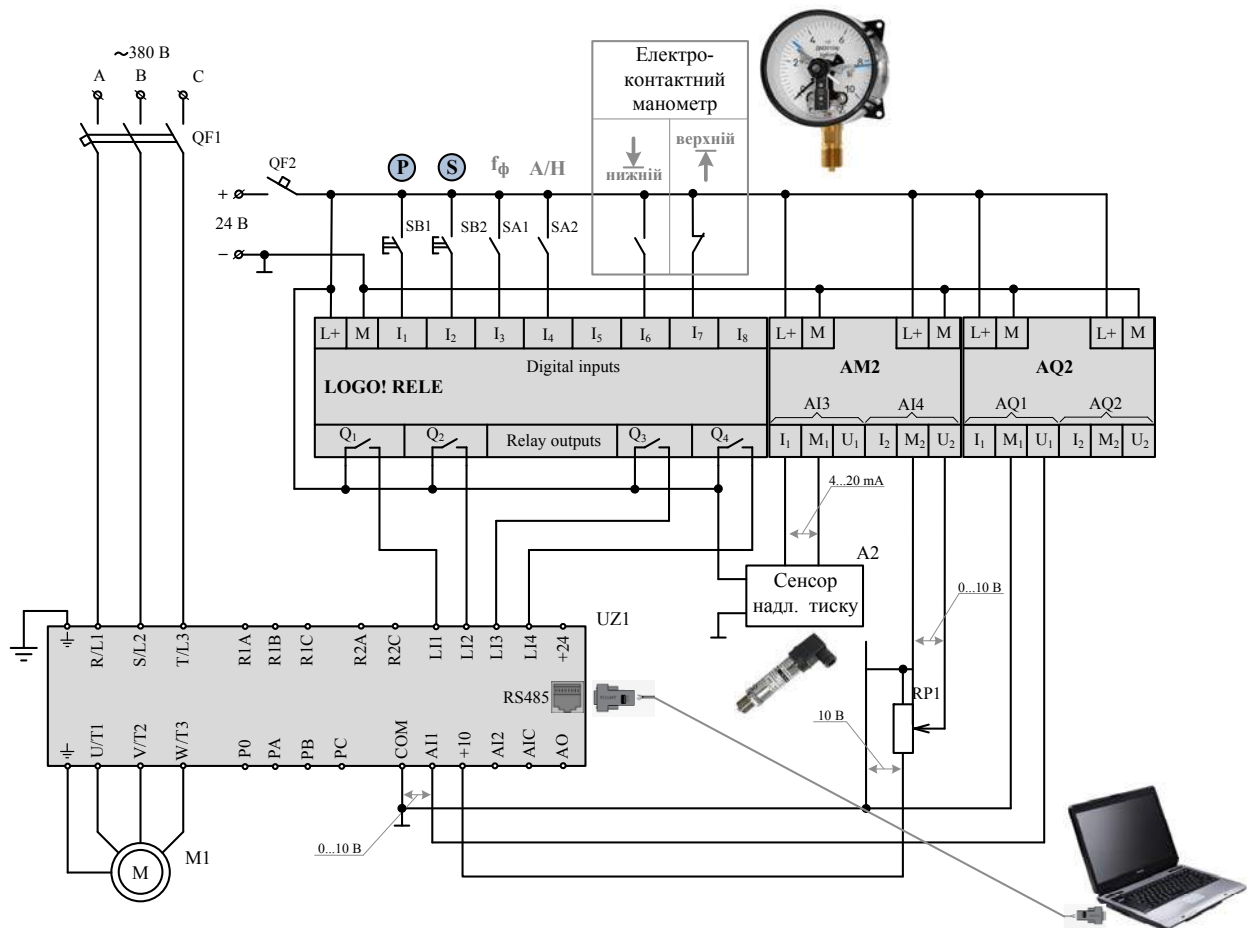 ~380 В
A
B
C
QF1
QF2
+
24 В
−
P
S
fф
A/H
SB1
SB2
SA1
SA2
Електро-
контактний
манометр
нижній
верхній
L+ M I1 I2 I3 I4 I5 I6 I7 I8
Digital inputs
LOGO! RELE
Q1 Q2 Relay outputs Q3 Q4
L+ M L+ M
AM2
AI3 AI4
I1 M1 U1 I2 M2 U2
L+ M L+ M
AQ2
AQ1 AQ2
I1 M1 U1 I2 M2 U2
4...20 mA
A2
Сенсор
надл. тиску
0...10 В
RP1
10 В
UZ1
R/L1 S/L2 T/L3 R1A R1B R1C R2A R2C LI1 LI2 LI3 LI4 +24
RS485
U/T1 V/T2 W/T3 P0 PA PB PC COM AI1 +10 AI2 AIC AO
0...10 В
M
M1